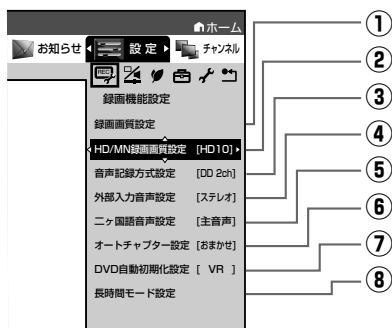 ホーム
お知らせ 設定 チャンネル
REC
録画機能設定
録画画質設定 ①
HD/MN録画画質設定 [HD10] ②
音声記録方式設定 [DD 2ch] ③
外部入力音声設定 [ステレオ] ④
二ヶ国語音声設定 [主音声] ⑤
オートチャプター設定 [おまかせ] ⑥
DVD自動初期化設定 [ VR ] ⑦
長時間モード設定 ⑧